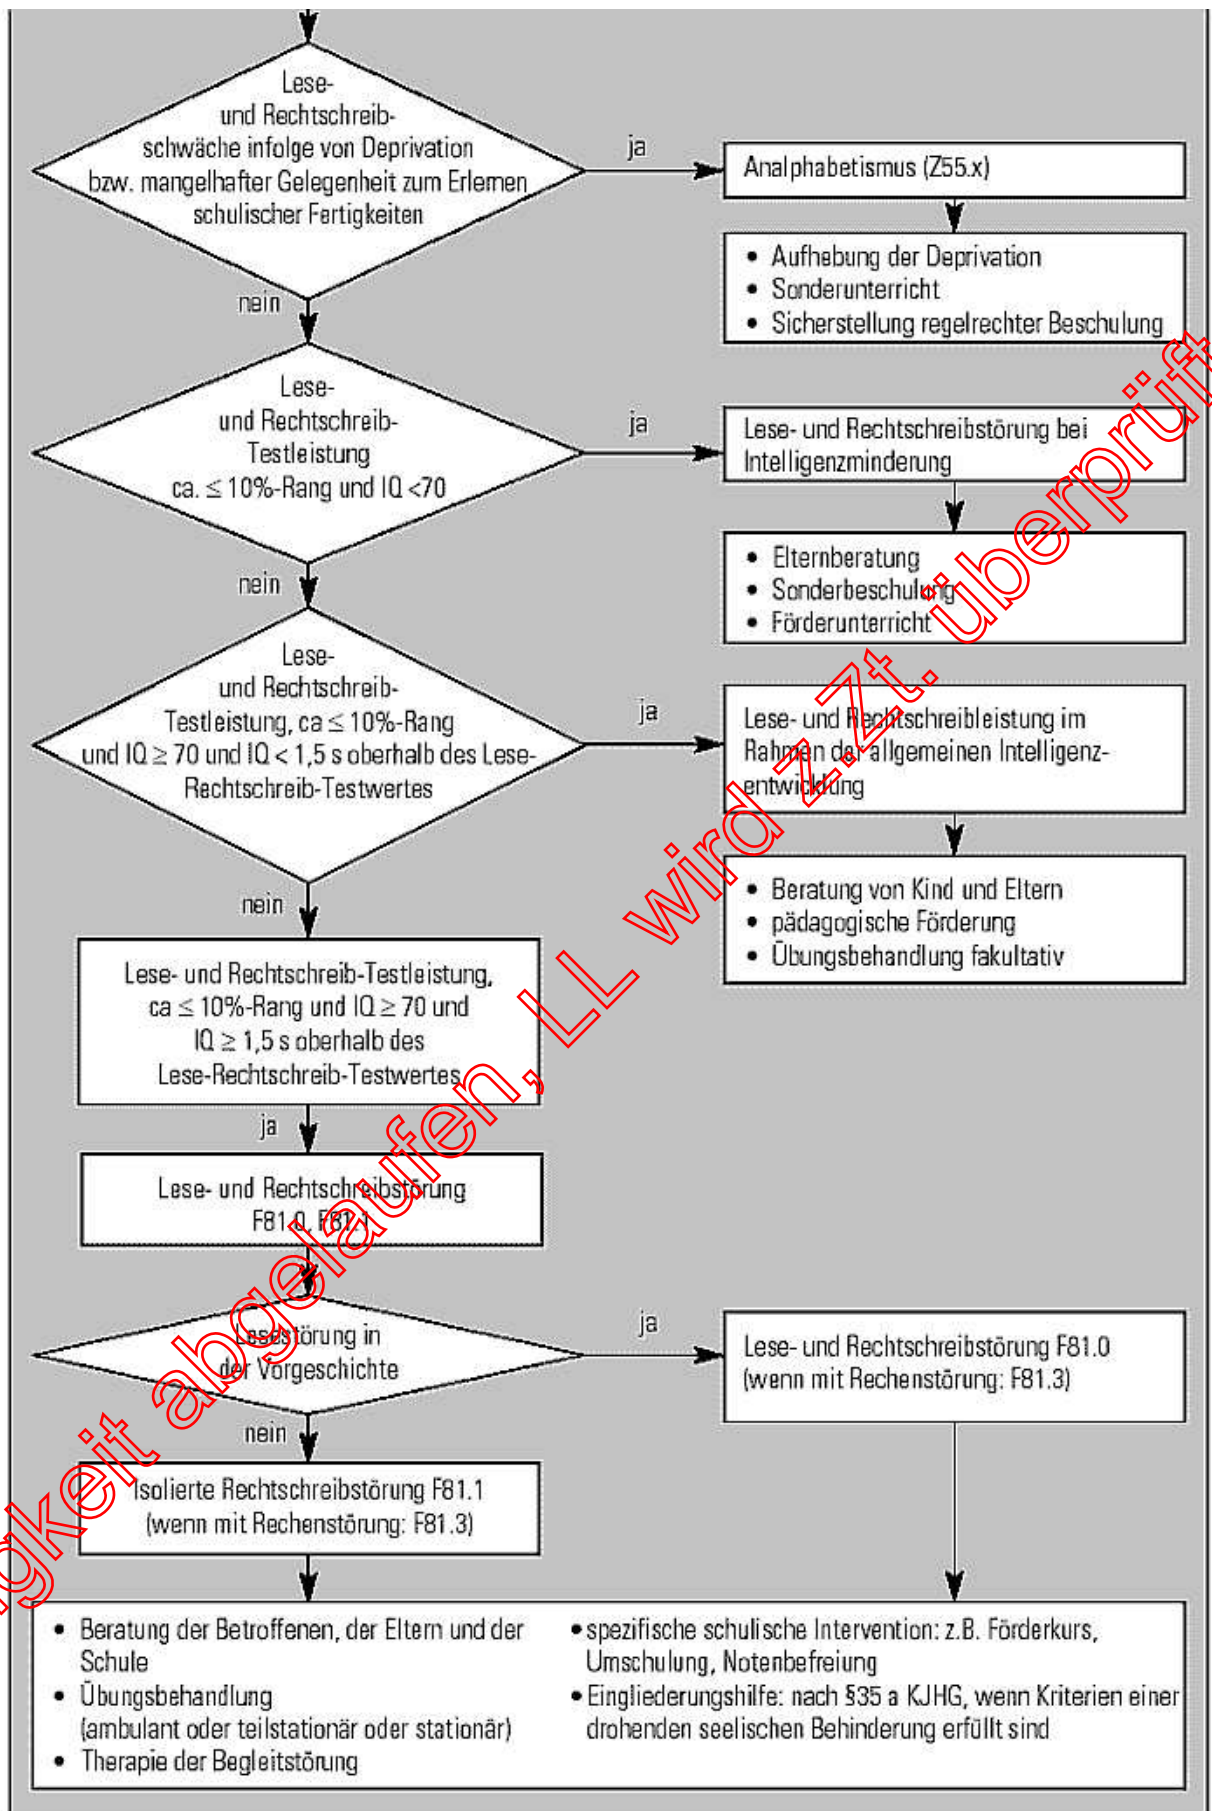 Lese-
und Rechtschreib-
schwäche infolge von Deprivation
bzw. mangelhafter Gelegenheit zum Erlernen
schulischer Fertigkeiten
ja
Analphabetismus (Z55.x)
• Aufhebung der Deprivation
• Sonderunterricht
• Sicherstellung regelrechter Beschulung
nein
Lese-
und Rechtschreib-
Testleistung
ca. ≤ 10%-Rang und IQ <70
ja
Lese- und Rechtschreibstörung bei
Intelligenzminderung
• Elternberatung
• Sonderbeschulung
• Förderunterricht
nein
Lese-
und Rechtschreib-
Testleistung, ca ≤ 10%-Rang
und IQ ≥ 70 und IQ < 1,5 s oberhalb des Lese-
Rechtschreib-Testwertes
ja
Lese- und Rechtschreibleistung im
Rahmen der allgemeinen Intelligenz-
entwicklung
• Beratung von Kind und Eltern
• pädagogische Förderung
• Übungsbehandlung fakultativ
nein
Lese- und Rechtschreib-Testleistung,
ca ≤ 10%-Rang und IQ ≥ 70 und
IQ ≥ 1,5 s oberhalb des
Lese-Rechtschreib-Testwertes
ja
Lese- und Rechtschreibstörung
F81.0, F81.1
Lesestörung in
der Vorgeschichte
ja
Lese- und Rechtschreibstörung F81.0
(wenn mit Rechenstörung: F81.3)
nein
Isolierte Rechtschreibstörung F81.1
(wenn mit Rechenstörung: F81.3)
• Beratung der Betroffenen, der Eltern und der
Schule
• Übungsbehandlung
(ambulant oder teilstationär oder stationär)
• Therapie der Begleitstörung
• spezifische schulische Intervention: z.B. Förderkurs,
Umschulung, Notenbefreiung
• Eingliederungshilfe: nach §35 a KJHG, wenn Kriterien einer
drohenden seelischen Behinderung erfüllt sind
abgelaufen, LL wird z.Zt. überprüft